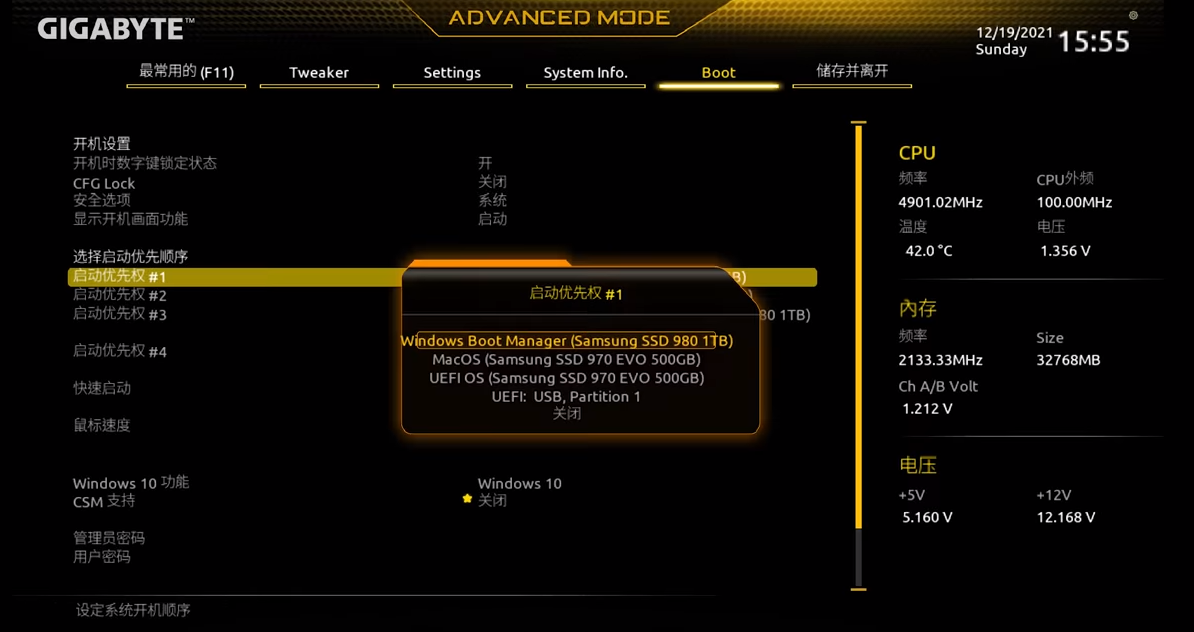 GIGABYTE™
ADVANCED MODE
12/19/2021
Sunday
15:55
最常用的 (F11) Tweaker Settings System Info. Boot 储存并离开
开机设置
开机时数字键锁定状态 开
CFG Lock 关闭
安全选项 系统
显示开机画面功能 启动
选择启动优先顺序
启动优先权 #1 B)
启动优先权 #2 )
启动优先权 #3 80 1TB)
启动优先权 #4
快速启动
鼠标速度
Windows 10 功能 Windows 10
CSM 支持 关闭
管理员密码
用户密码
设定系统开机顺序
启动优先权 #1
Windows Boot Manager (Samsung SSD 980 1TB)
MacOS (Samsung SSD 970 EVO 500GB)
UEFI OS (Samsung SSD 970 EVO 500GB)
UEFI: USB, Partition 1
关闭
CPU
频率 CPU外频
4901.02MHz 100.00MHz
温度 电压
42.0 °C 1.356 V
內存
频率 Size
2133.33MHz 32768MB
Ch A/B Volt
1.212 V
电压
+5V +12V
5.160 V 12.168 V